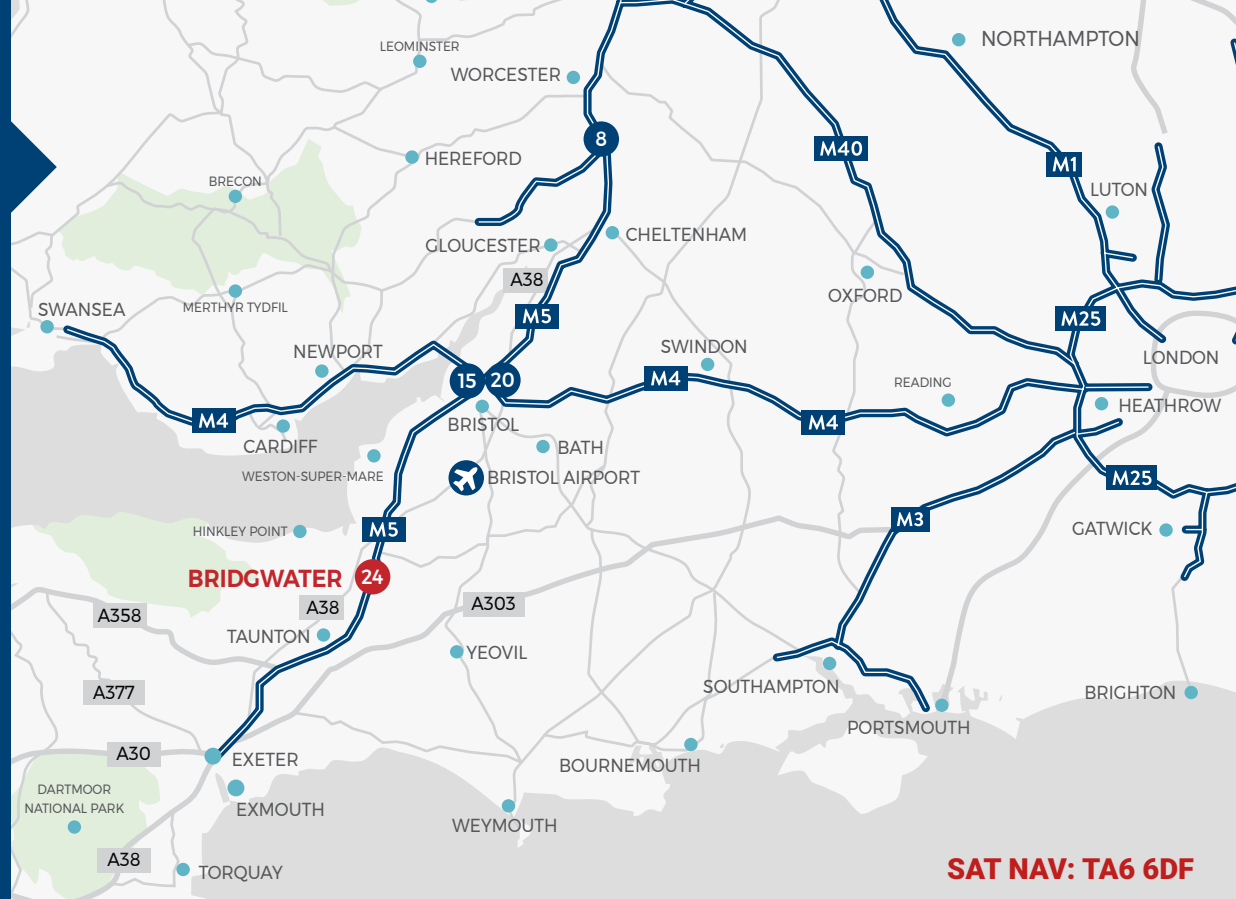 NORTHAMPTON
LEOMINSTER
WORCESTER
8
M40
M1
HEREFORD
BRECON
LUTON
GLOUCESTER
CHELTENHAM
A38
OXFORD
SWANSEA
MERTHYR TYDFIL
M5
M25
NEWPORT
SWINDON
LONDON
15
20
M4
READING
HEATHROW
M4
M4
BRISTOL
CARDIFF
BATH
WESTON-SUPER-MARE
BRISTOL AIRPORT
M25
HINKLEY POINT
M5
M3
GATWICK
BRIDGWATER
24
A358
A38
A303
TAUNTON
YEOVIL
A377
SOUTHAMPTON
BRIGHTON
PORTSMOUTH
A30
EXETER
BOURNEMOUTH
DARTMOOR
NATIONAL PARK
EXMOUTH
WEYMOUTH
A38
TORQUAY
SAT NAV: TA6 6DF